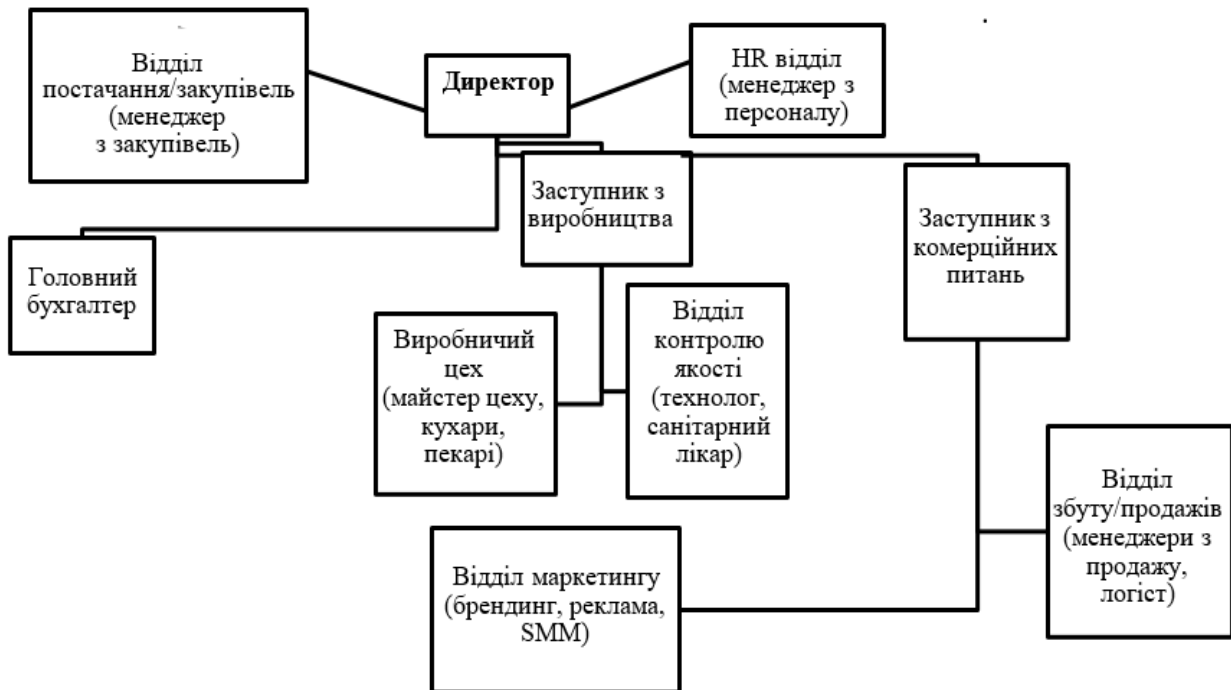 Відділ
постачання/закупівель
(менеджер
з закупівель)
Директор
HR відділ
(менеджер з
персоналу)
Заступник з
виробництва
Заступник з
комерційних
питань
Головний
бухгалтер
Виробничий
цех
(майстер цеху,
кухари,
пекарі)
Відділ
контролю
якості
(технолог,
санітарний
лікар)
Відділ
збуту/продажів
(менеджери з
продажу,
логіст)
Відділ маркетингу
(брендинг, реклама,
SMM)